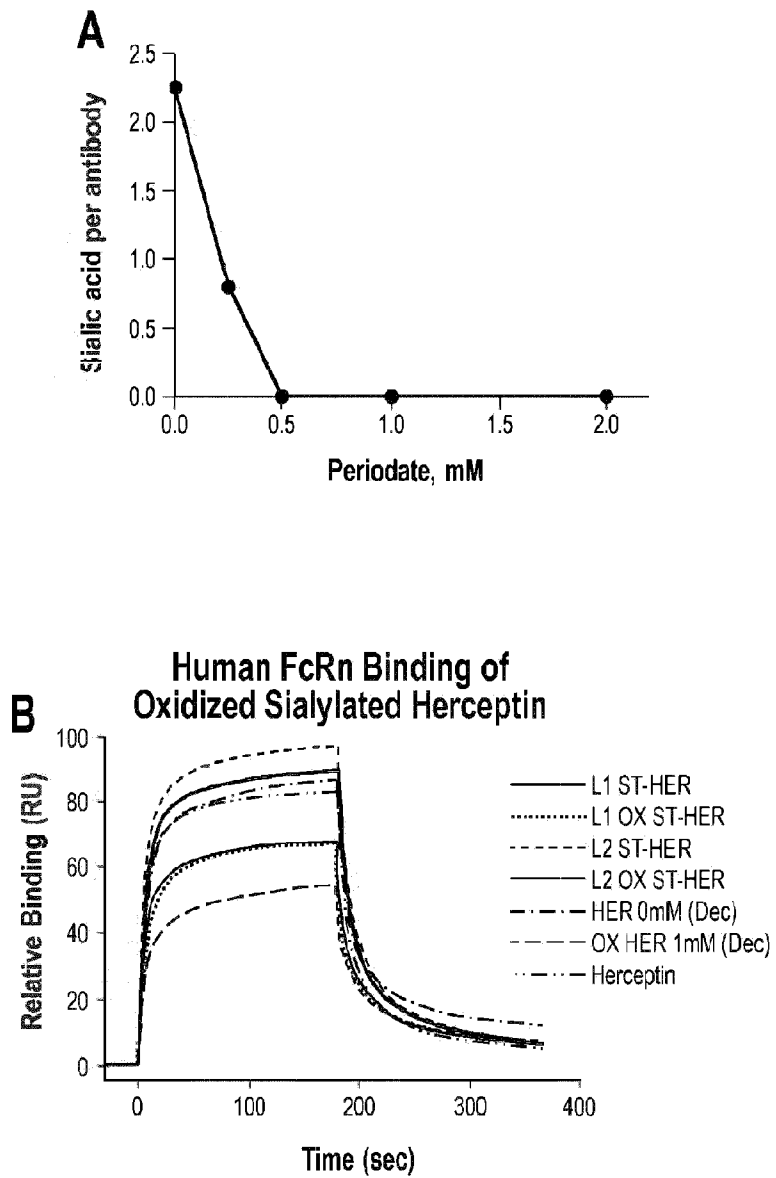 A
2.5
2.0
1.5
1.0
0.5
0.0
Sialic acid per antibody
0.0 0.5 1.0 1.5 2.0
Periodate, mM
Human FcRn Binding of
Oxidized Sialylated Herceptin
B
100
80
60
40
20
0
Relative Binding (RU)
L1 ST-HER
L1 OX ST-HER
L2 ST-HER
L2 OX ST-HER
HER 0mM (Dec)
OX HER 1mM (Dec)
Herceptin
0 100 200 300 400
Time (sec)